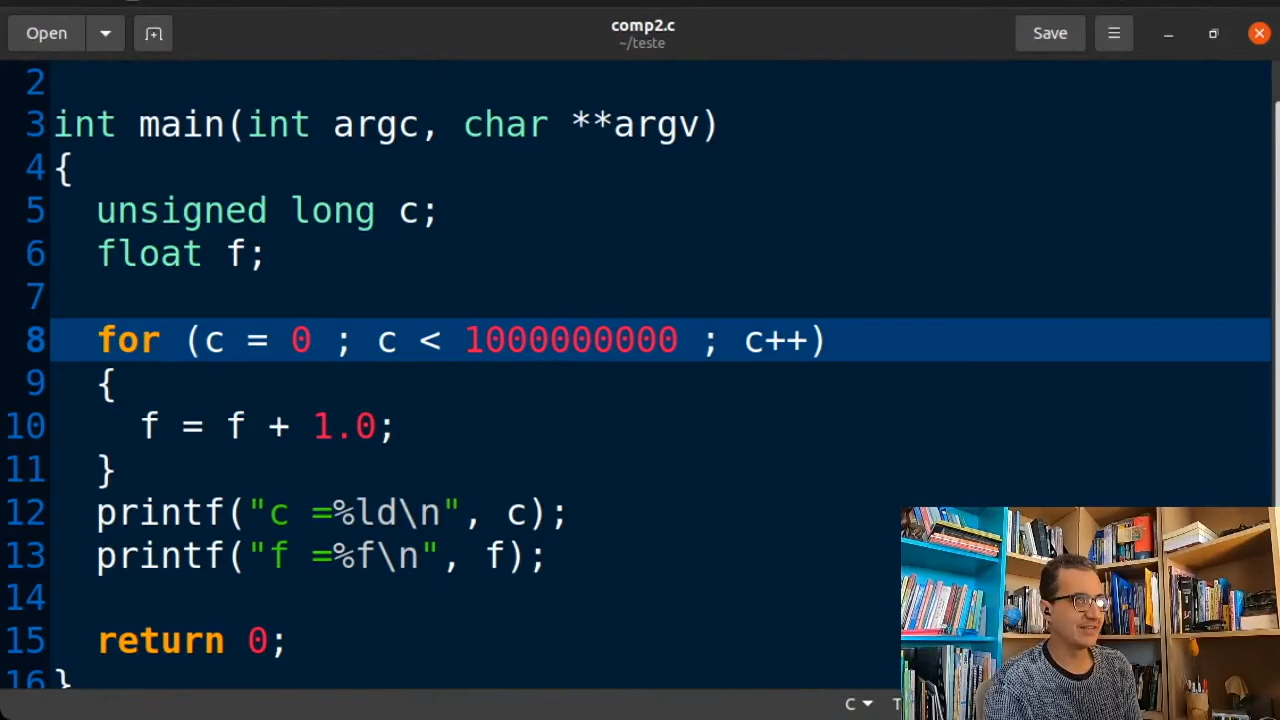 Open
comp2.c
~/teste
Save
2
3 int main(int argc, char **argv)
4 {
5 unsigned long c;
6 float f;
7
8 for (c = 0 ; c < 1000000000 ; c++)
9 {
10 f = f + 1.0;
11 }
12 printf("c =%ld\n", c);
13 printf("f =%f\n", f);
14
15 return 0;
16 }
C